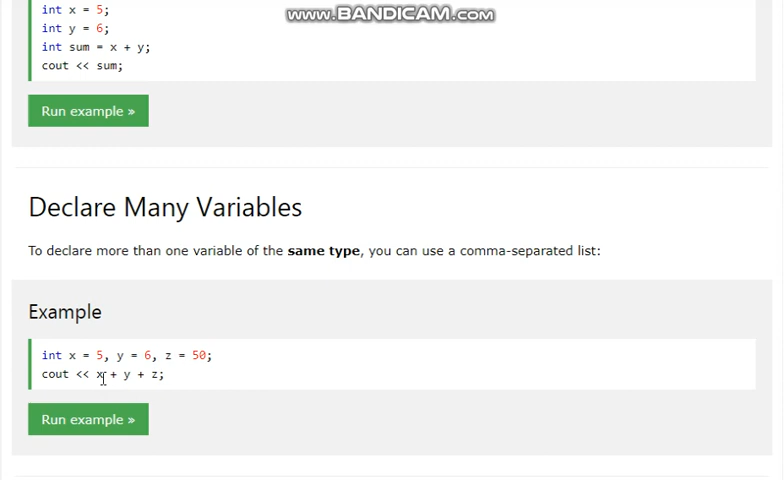 int x = 5;
www.BANDICAM.com
int y = 6;
int sum = x + y;
cout << sum;
Run example »
Declare Many Variables
To declare more than one variable of the same type, you can use a comma-separated list:
Example
int x = 5, y = 6, z = 50;
cout << x + y + z;
Run example »